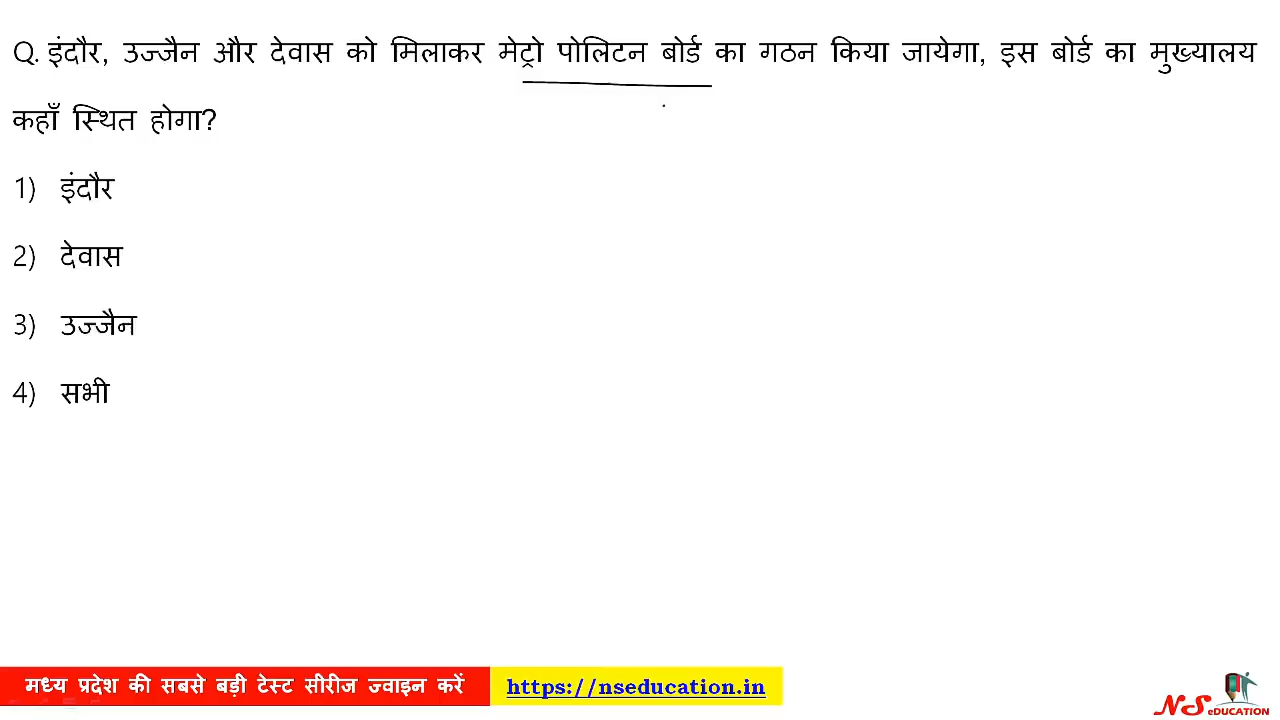 Q. इंदौर, उज्जैन और देवास को मिलाकर मेट्रो पोलिटन बोर्ड का गठन किया जायेगा, इस बोर्ड का मुख्यालय
कहाँ स्थित होगा?
1) इंदौर
2) देवास
3) उज्जैन
4) सभी
मध्य प्रदेश की सबसे बड़ी टेस्ट सीरीज ज्वाइन करें https://nseducation.in
NS eDUCATION